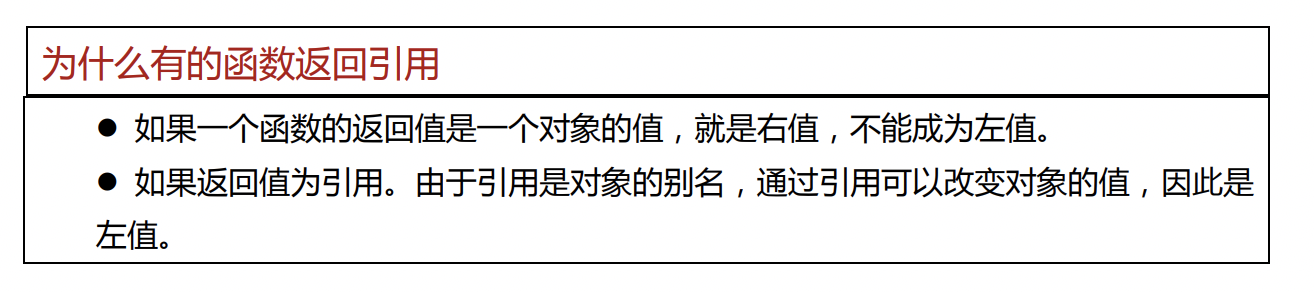 为什么有的函数返回引用
● 如果一个函数的返回值是一个对象的值，就是右值，不能成为左值。
● 如果返回值为引用。由于引用是对象的别名，通过引用可以改变对象的值，因此是
左值。